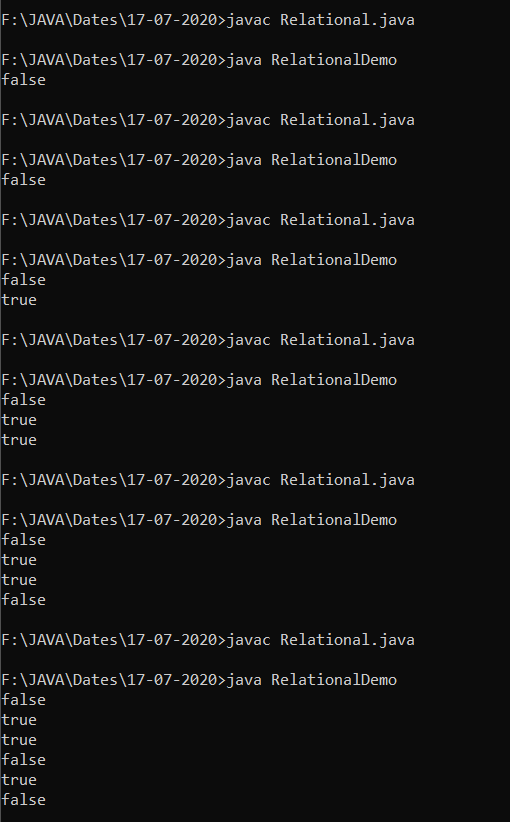 F:\JAVA\Dates\17-07-2020>javac Relational.java
F:\JAVA\Dates\17-07-2020>java RelationalDemo
false
F:\JAVA\Dates\17-07-2020>javac Relational.java
F:\JAVA\Dates\17-07-2020>java RelationalDemo
false
F:\JAVA\Dates\17-07-2020>javac Relational.java
F:\JAVA\Dates\17-07-2020>java RelationalDemo
false
true
F:\JAVA\Dates\17-07-2020>javac Relational.java
F:\JAVA\Dates\17-07-2020>java RelationalDemo
false
true
true
F:\JAVA\Dates\17-07-2020>javac Relational.java
F:\JAVA\Dates\17-07-2020>java RelationalDemo
false
true
true
false
F:\JAVA\Dates\17-07-2020>javac Relational.java
F:\JAVA\Dates\17-07-2020>java RelationalDemo
false
true
true
false
true
false